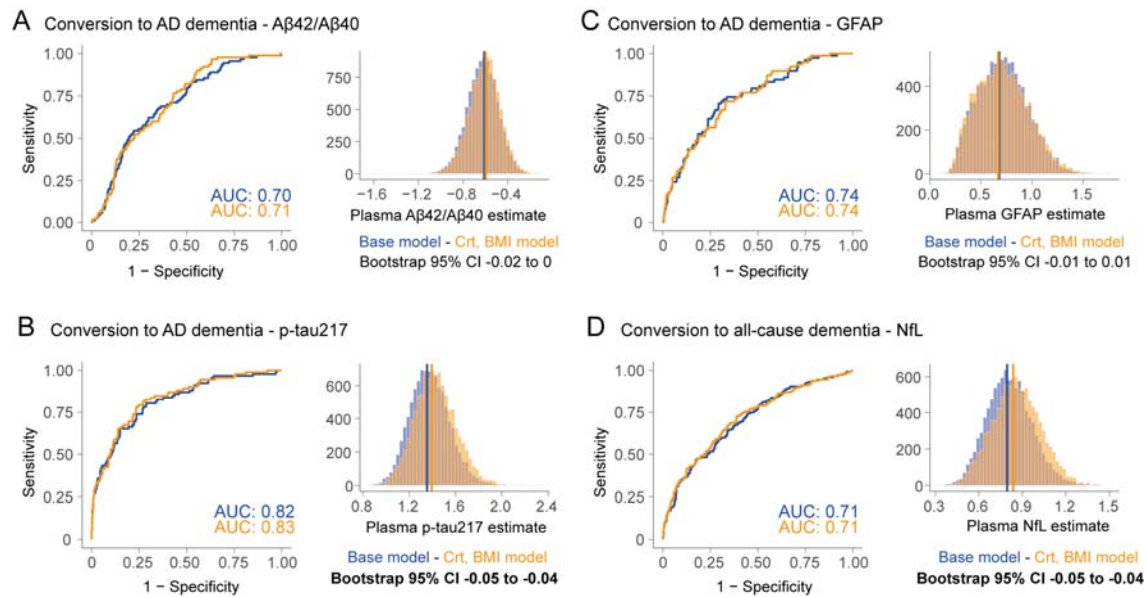 A Conversion to AD dementia - Aβ42/Aβ40
1.00
0.75
0.50
0.25
0.00
Sensitivity
0 0.25 0.50 0.75 1.00
1 − Specificity
AUC: 0.70
AUC: 0.71
750
500
250
0
−1.6 −1.2 −0.8 −0.4
Plasma Aβ42/Aβ40 estimate
Base model - Crt, BMI model
Bootstrap 95% CI -0.02 to 0
C Conversion to AD dementia - GFAP
1.00
0.75
0.50
0.25
0
Sensitivity
0 0.25 0.50 0.75 1.00
1 − Specificity
AUC: 0.74
AUC: 0.74
400
200
0
0.0 0.5 1.0 1.5
Plasma GFAP estimate
Base model - Crt, BMI model
Bootstrap 95% CI -0.01 to 0.01
B Conversion to AD dementia - p-tau217
1.00
0.75
0.50
0.25
0
Sensitivity
0 0.25 0.50 0.75 1.00
1 − Specificity
AUC: 0.82
AUC: 0.83
600
400
200
0
0.8 1.2 1.6 2.0 2.4
Plasma p-tau217 estimate
Base model - Crt, BMI model
Bootstrap 95% CI -0.05 to -0.04
D Conversion to all-cause dementia - NfL
1.00
0.75
0.50
0.25
0
Sensitivity
0 0.25 0.50 0.75 1.00
1 − Specificity
AUC: 0.71
AUC: 0.71
600
400
200
0
0.3 0.6 0.9 1.2 1.5
Plasma NfL estimate
Base model - Crt, BMI model
Bootstrap 95% CI -0.05 to -0.04